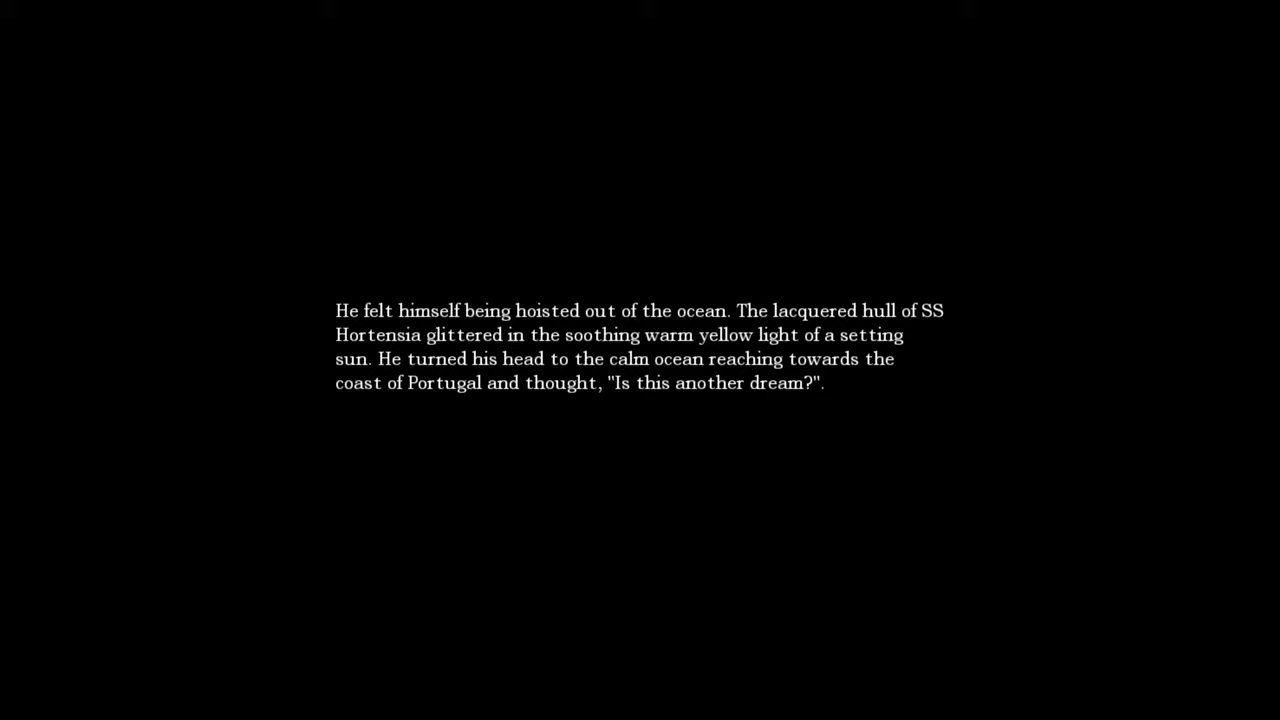 He felt himself being hoisted out of the ocean. The lacquered hull of SS
Hortensia glittered in the soothing warm yellow light of a setting
sun. He turned his head to the calm ocean reaching towards the
coast of Portugal and thought, "Is this another dream?".